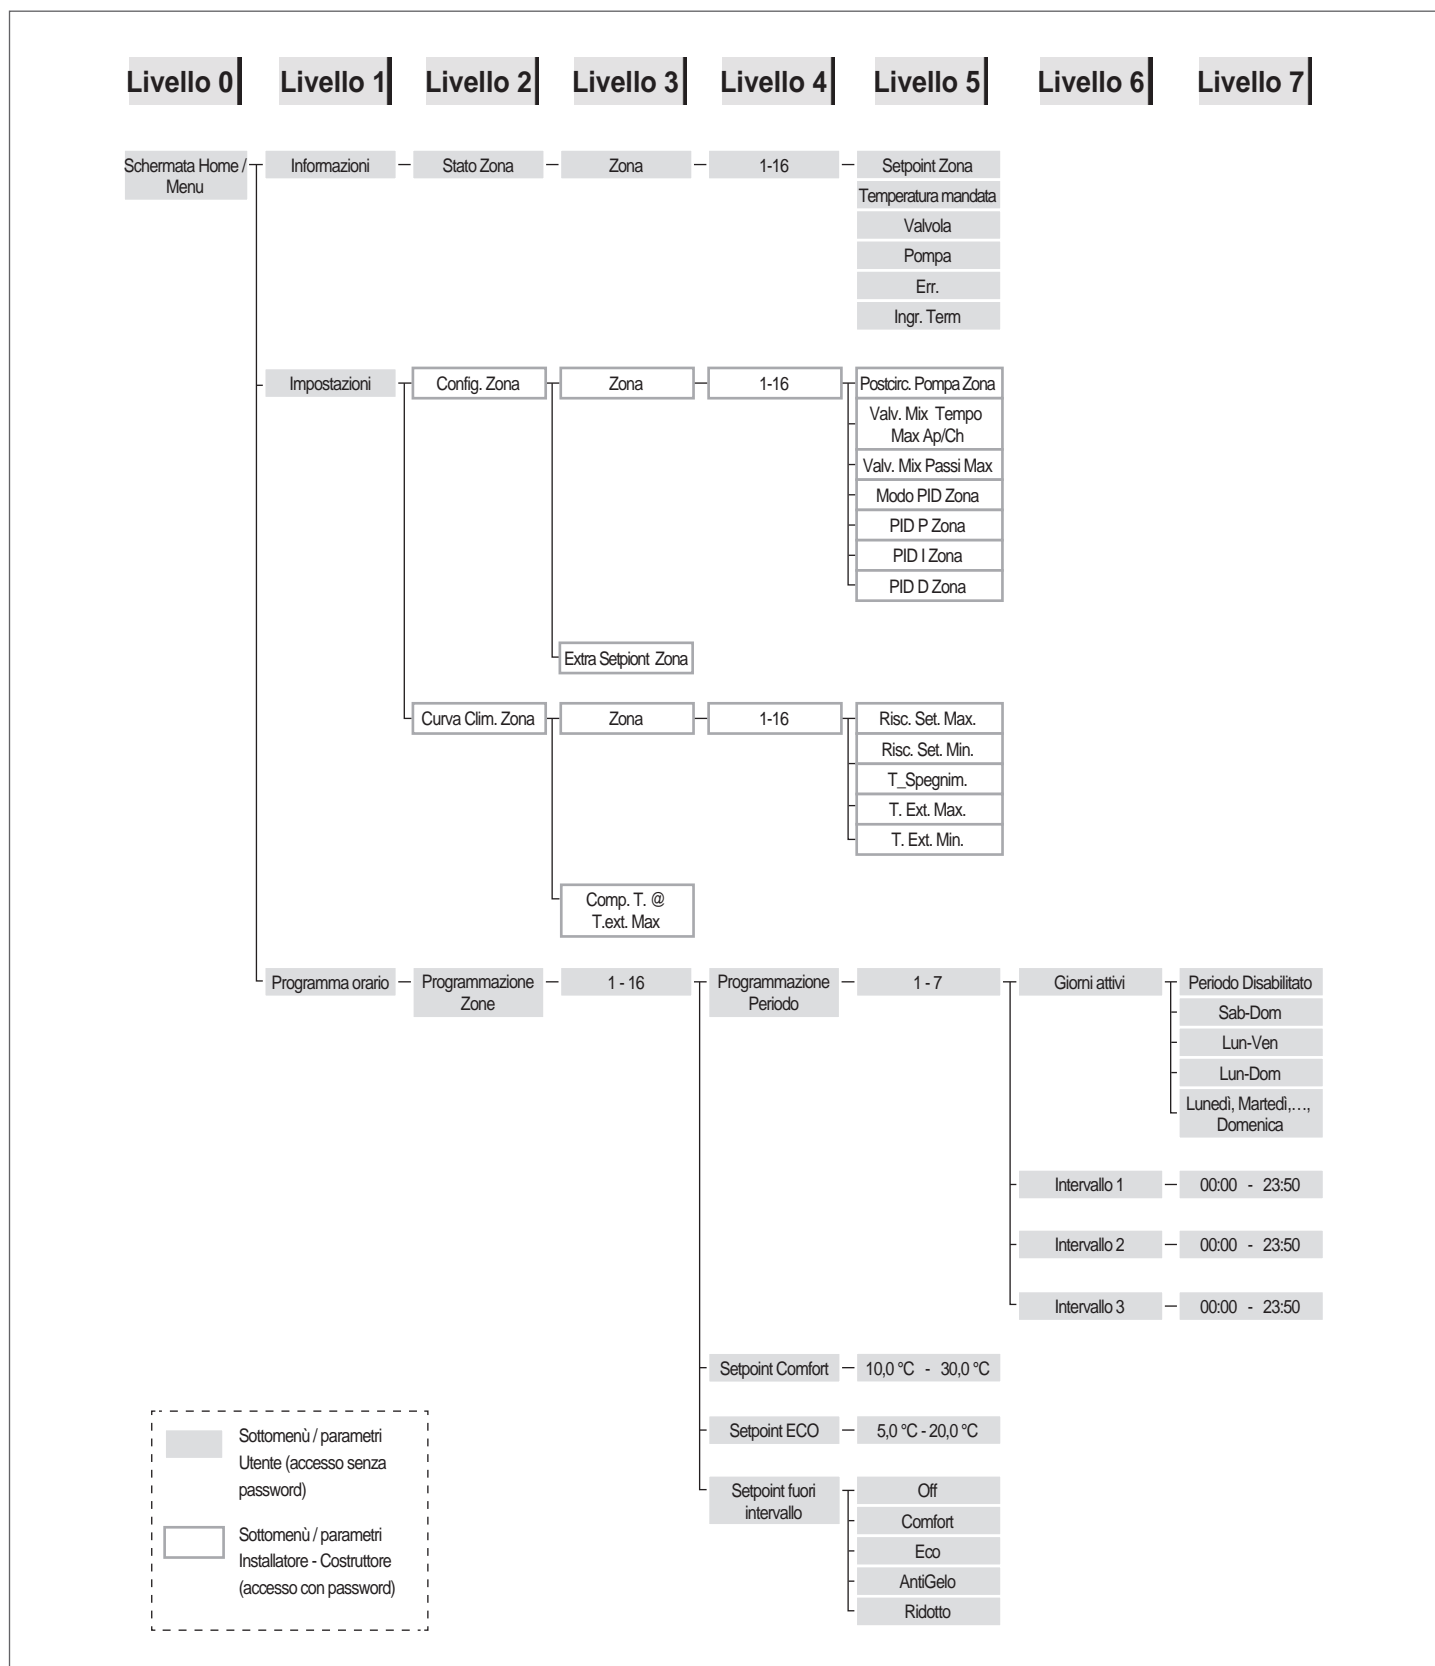 Livello 0 Livello 1 Livello 2 Livello 3 Livello 4 Livello 5 Livello 6 Livello 7
Schermata Home / Informazioni Stato Zona Zona 1-16 Setpoint Zona
Menu
Temperatura mandata
Valvola
Pompa
Err.
Ingr. Term
Impostazioni Config. Zona Zona 1-16 Postcirc. Pompa Zona
Valv. Mix Tempo
Max Ap/Ch
Valv. Mix Passi Max
Modo PID Zona
PID P Zona
PID I Zona
PID D Zona
Extra Setpiont Zona
Curva Clim. Zona Zona 1-16 Risc. Set. Max.
Risc. Set. Min.
T_Spegnim.
T. Ext. Max.
T. Ext. Min.
Comp. T. @
T.ext. Max
Programma orario Programmazione 1 - 16 Programmazione 1 - 7 Giorni attivi Periodo Disabilitato
Zone Periodo
Sab-Dom
Lun-Ven
Lun-Dom
Lunedì, Martedì,…,
Domenica
Intervallo 1 00:00 - 23:50
Intervallo 2 00:00 - 23:50
Intervallo 3 00:00 - 23:50
Setpoint Comfort 10,0 °C - 30,0 °C
Setpoint ECO 5,0 °C - 20,0 °C
Setpoint fuori Off
intervallo
Comfort
Eco
AntiGelo
Ridotto
Sottomenù / parametri
Utente (accesso senza
password)
Sottomenù / parametri
Installatore - Costruttore
(accesso con password)